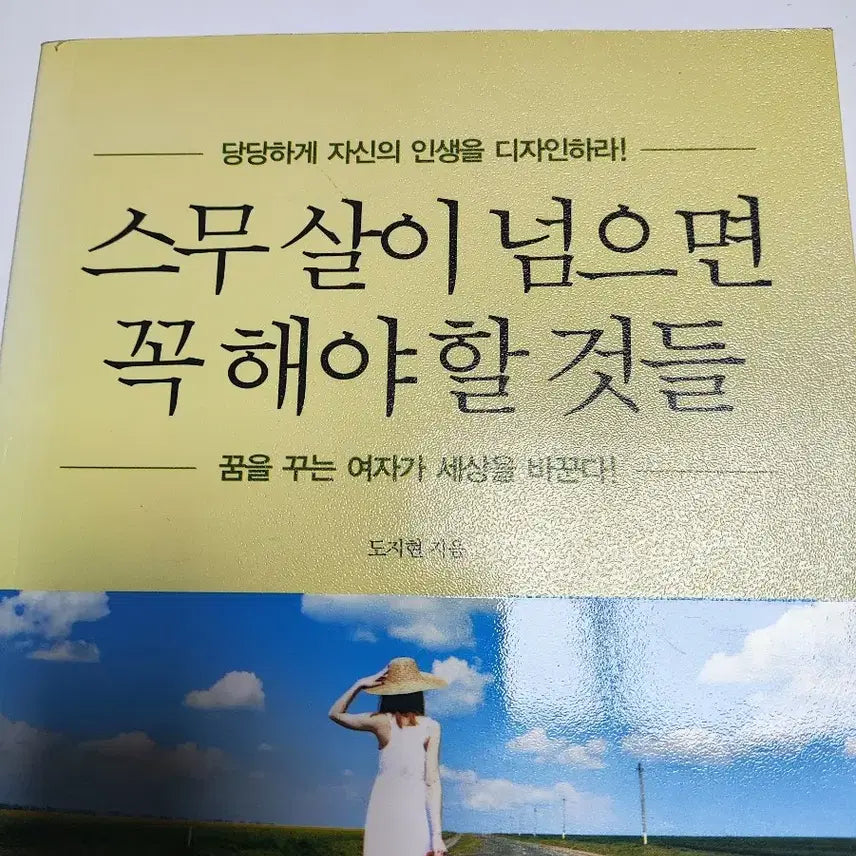 당당하게 자신의 인생을 디자인하라!
스무 살이 넘으면
꼭 해야 할 것들
꿈을 꾸는 여자가 세상을 바꾼다!
도지현 지음